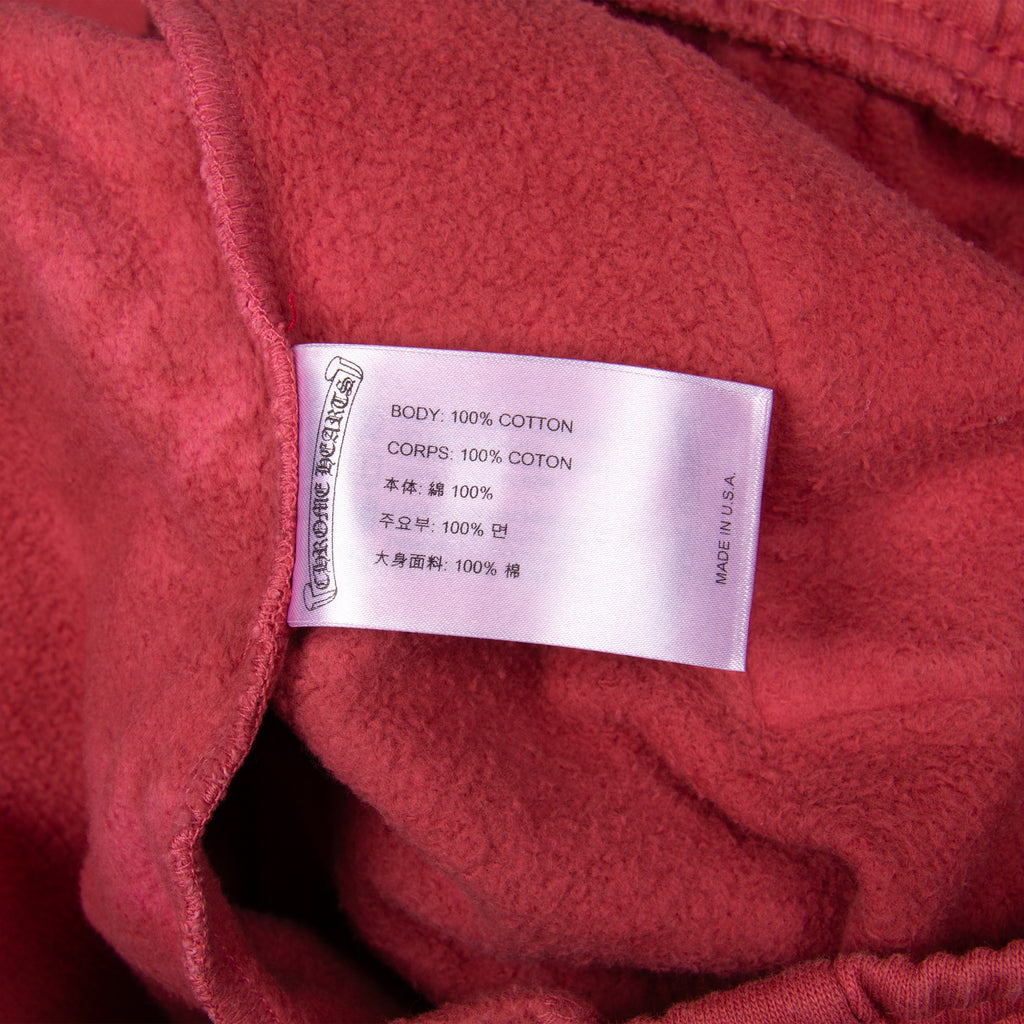 CHROME HEARTS
BODY: 100% COTTON
CORPS: 100% COTON
本体: 綿 100%
주요부: 100% 면
大身面料: 100% 棉
MADE IN U.S.A.